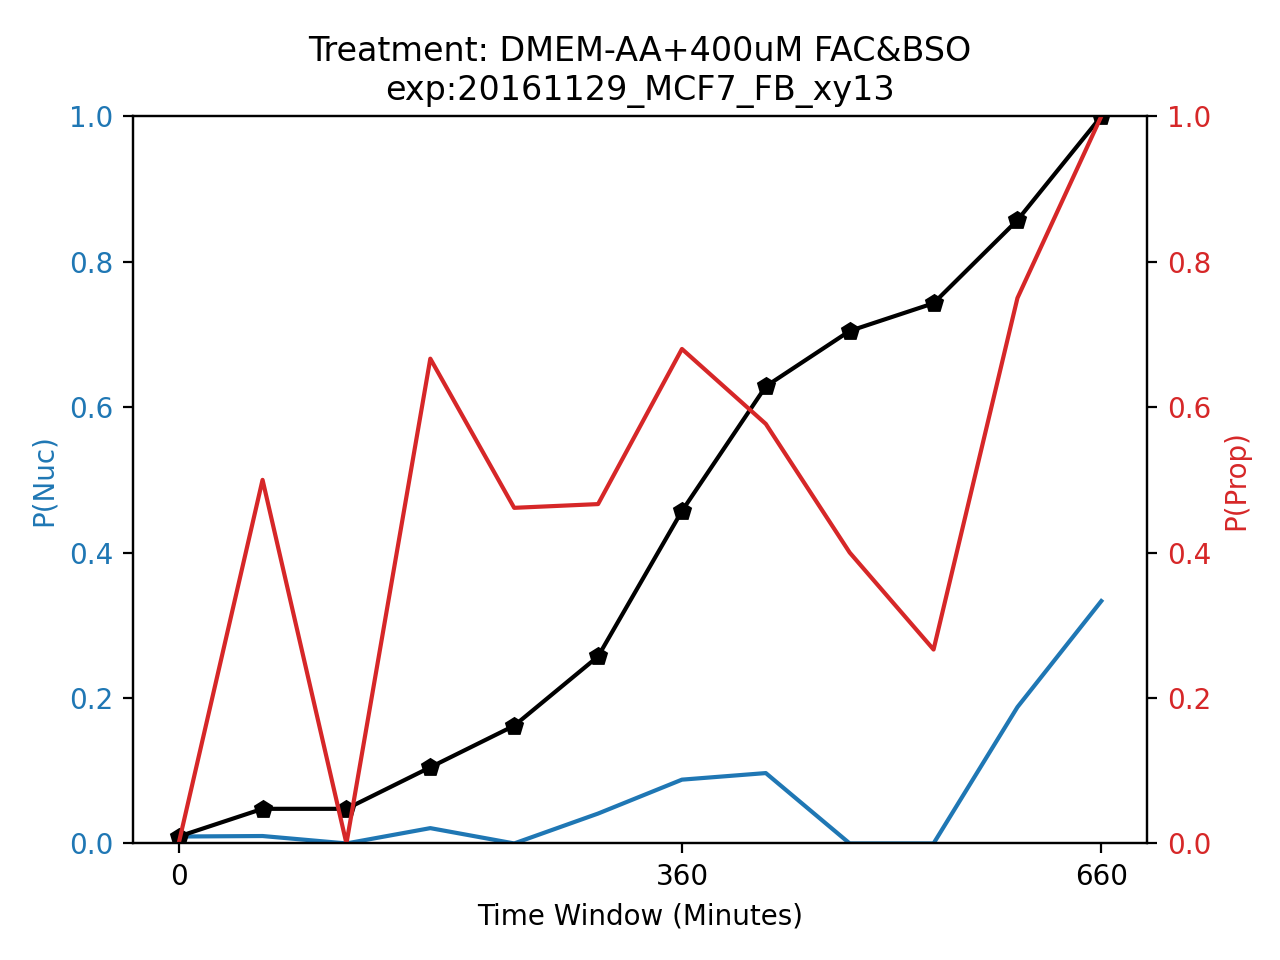 Treatment: DMEM-AA+400uM FAC&BSO
exp:20161129_MCF7_FB_xy13
1.0
0.8
0.6
0.4
0.2
0.0
P(Nuc)
1.0
0.8
0.6
0.4
0.2
0.0
P(Prop)
0 360 660
Time Window (Minutes)